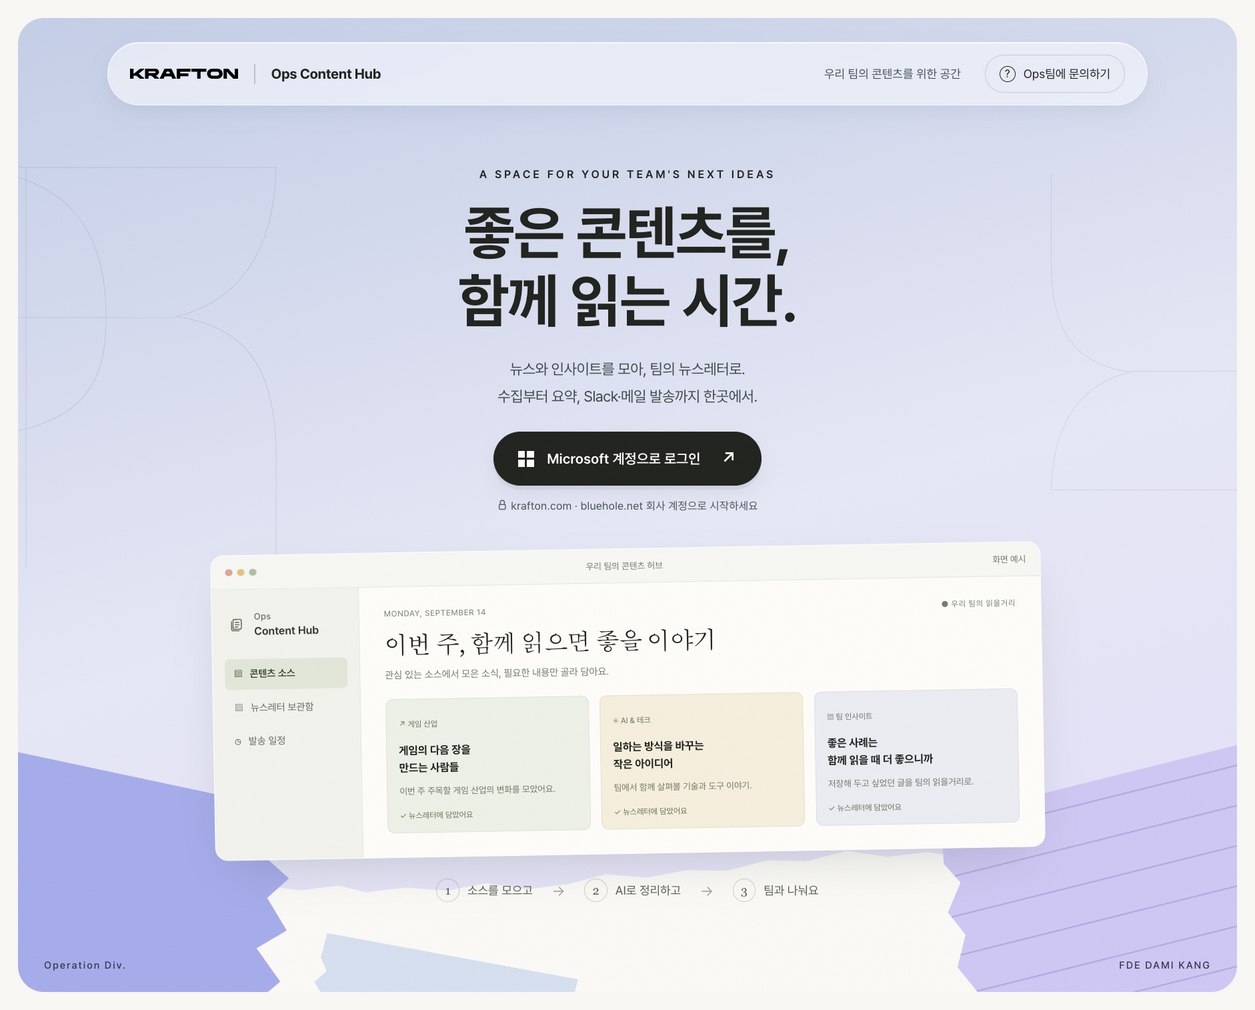 KRAFTON
Ops Content Hub
우리 팀의 콘텐츠를 위한 공간
? Ops팀에 문의하기
A SPACE FOR YOUR TEAM'S NEXT IDEAS
좋은 콘텐츠를,
함께 읽는 시간.
뉴스와 인사이트를 모아, 팀의 뉴스레터로.
수집부터 요약, Slack·메일 발송까지 한곳에서.
Microsoft 계정으로 로그인
krafton.com · bluehole.net 회사 계정으로 시작하세요
우리 팀의 콘텐츠 허브
화면 예시
Ops
Content Hub
콘텐츠 소스
뉴스레터 보관함
발송 일정
MONDAY, SEPTEMBER 14
우리 팀의 읽을거리
이번 주, 함께 읽으면 좋을 이야기
관심 있는 소스에서 모은 소식, 필요한 내용만 골라 담아요.
↗ 게임 산업
게임의 다음 장을
만드는 사람들
이번 주 주목할 게임 산업의 변화를 모았어요.
✓ 뉴스레터에 담았어요
AI & 테크
일하는 방식을 바꾸는
작은 아이디어
팀에서 함께 살펴볼 기술과 도구 이야기.
✓ 뉴스레터에 담았어요
팀 인사이트
좋은 사례는
함께 읽을 때 더 좋으니까
저장해 두고 싶었던 글을 팀의 읽을거리로.
✓ 뉴스레터에 담았어요
1 소스를 모으고 → 2 AI로 정리하고 → 3 팀과 나눠요
Operation Div.
FDE DAMI KANG